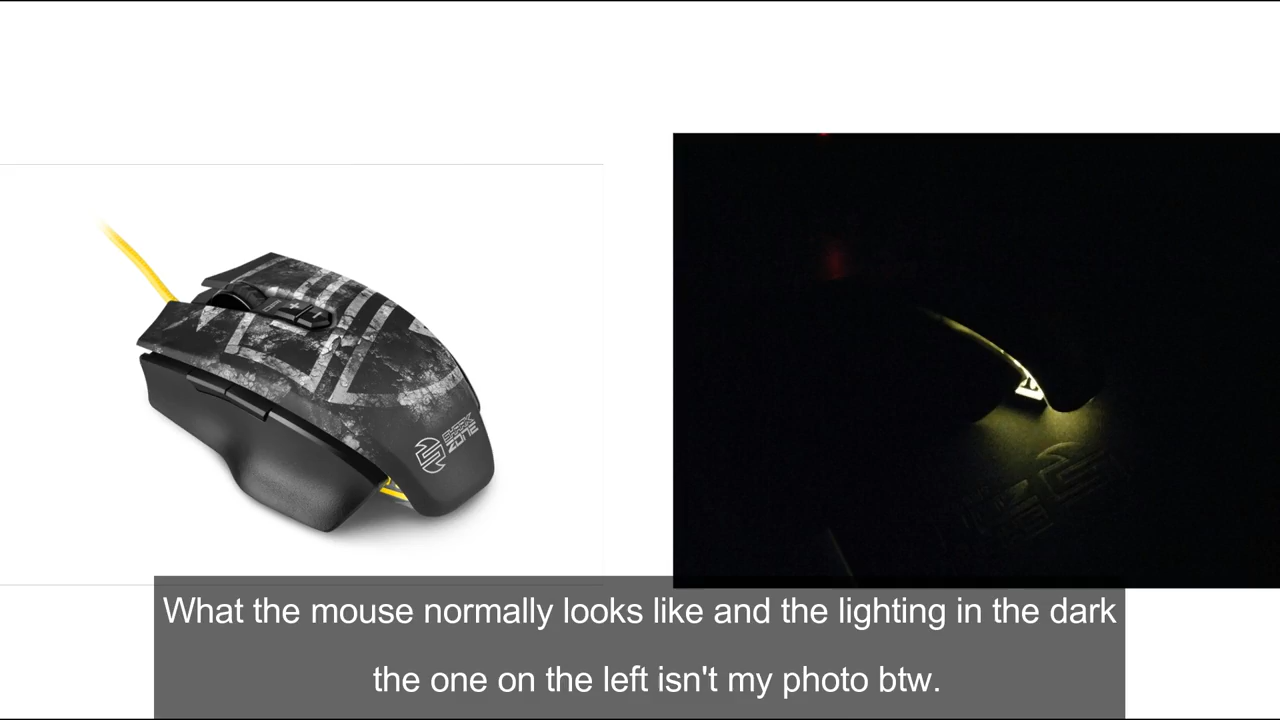 SHARK
ZONE
What the mouse normally looks like and the lighting in the dark
the one on the left isn't my photo btw.